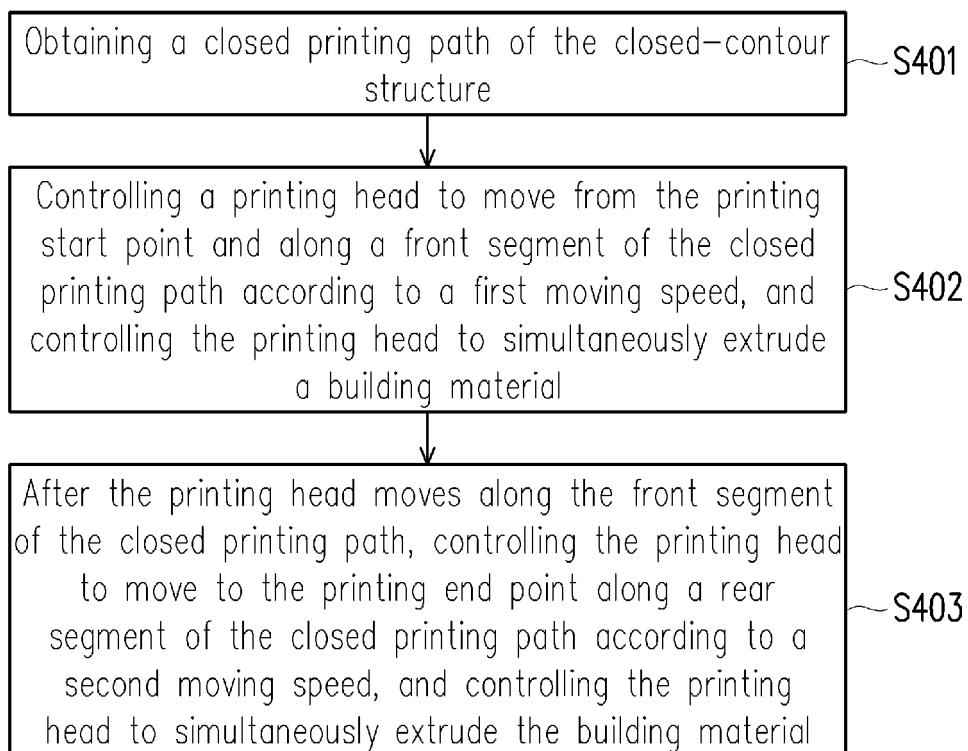 Obtaining a closed printing path of the closed-contour
structure
S401
Controlling a printing head to move from the printing
start point and along a front segment of the closed
printing path according to a first moving speed, and
controlling the printing head to simultaneously extrude
a building material
S402
After the printing head moves along the front segment
of the closed printing path, controlling the printing head
to move to the printing end point along a rear
segment of the closed printing path according to a
second moving speed, and controlling the printing
head to simultaneously extrude the building material
S403